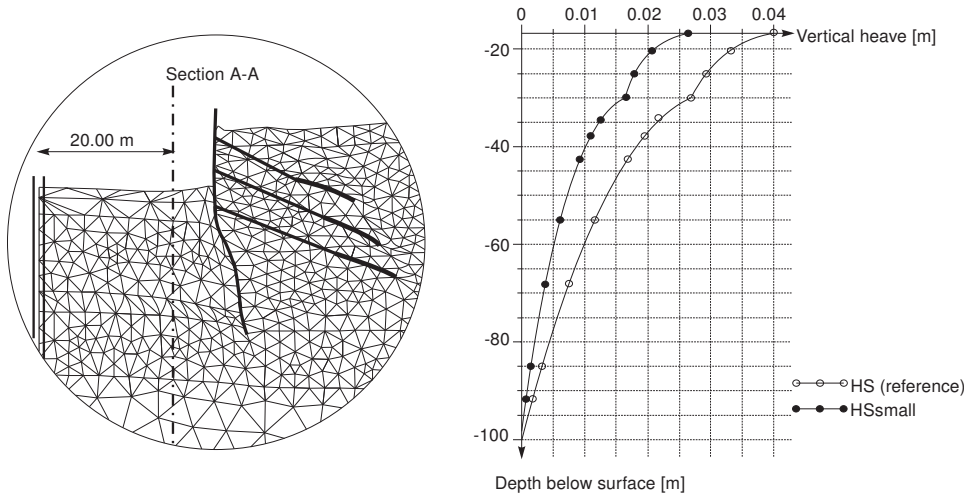 Section A-A
20.00 m
0 0.01 0.02 0.03 0.04
Vertical heave [m]
-20
-40
-60
-80
-100
HS (reference)
HSsmall
Depth below surface [m]